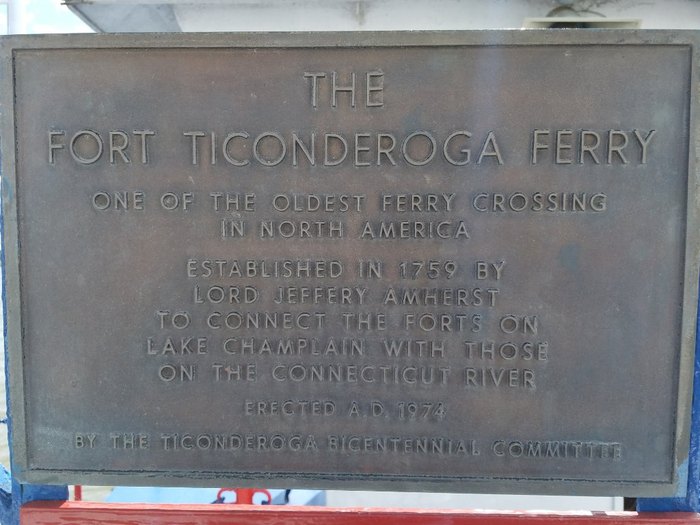 THE
FORT TICONDEROGA FERRY
ONE OF THE OLDEST FERRY CROSSING
IN NORTH AMERICA
ESTABLISHED IN 1759 BY
LORD JEFFERY AMHERST
TO CONNECT THE FORTS ON
LAKE CHAMPLAIN WITH THOSE
ON THE CONNECTICUT RIVER
ERECTED A.D. 1974
BY THE TICONDEROGA BICENTENNIAL COMMITTEE